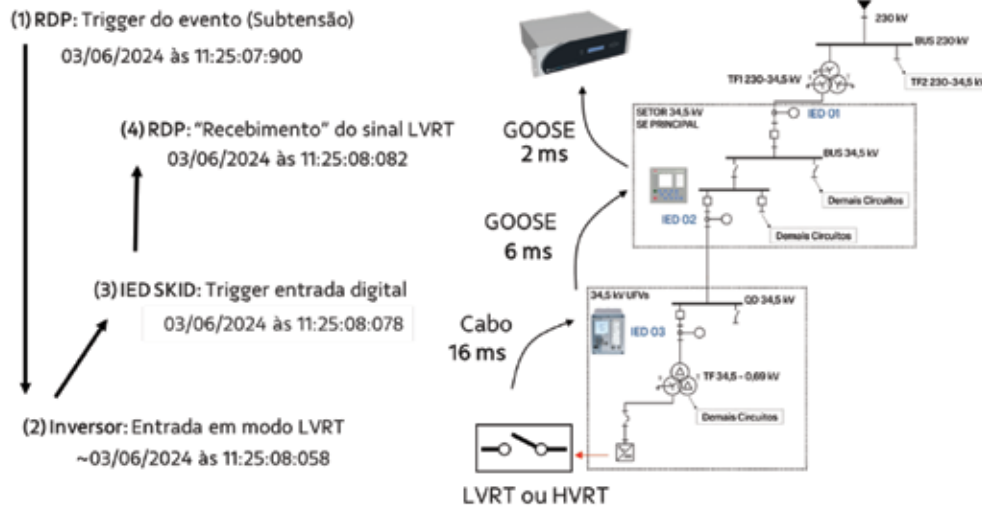 (1) RDP: Trigger do evento (Subtensão)
03/06/2024 às 11:25:07:900
(4) RDP: “Recebimento” do sinal LVRT
03/06/2024 às 11:25:08:082
(3) IED SKID: Trigger entrada digital
03/06/2024 às 11:25:08:078
(2) Inversor: Entrada em modo LVRT
~03/06/2024 às 11:25:08:058
GOOSE
2 ms
GOOSE
6 ms
Cabo
16 ms
LVRT ou HVRT
230 kV
BUS 230 kV
TF1 230-34,5 kV
TF2 230-34,5 kV
SETOR 34,5 kV
SE PRINCIPAL
IED 01
BUS 34,5 kV
Demais Circuitos
IED 02
Demais Circuitos
34,5 kV UFVs
QD 34,5 kV
IED 03
TF 34,5 - 0,69 kV
Demais Circuitos